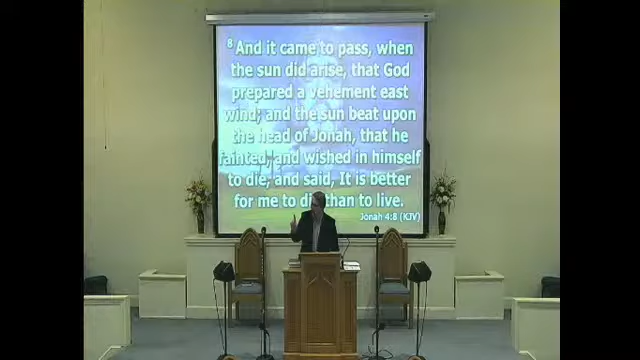 8 And it came to pass, when
the sun did arise, that God
prepared a vehement east
wind; and the sun beat upon
the head of Jonah, that he
fainted, and wished in himself
to die, and said, It is better
for me to die than to live.
Jonah 4:8 (KJV)